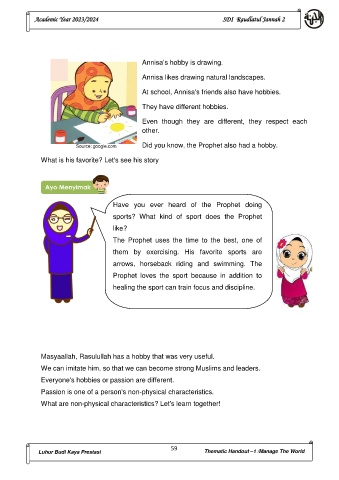 Academic Year 2023/2024
SDI Raudlatul Jannah 2
Annisa's hobby is drawing.
Annisa likes drawing natural landscapes.
At school, Annisa's friends also have hobbies.
They have different hobbies.
Even though they are different, they respect each
other.
Source: google.com
Did you know, the Prophet also had a hobby.
What is his favorite? Let's see his story
Ayo Menyimak
Have you ever heard of the Prophet doing
sports? What kind of sport does the Prophet
like?
The Prophet uses the time to the best, one of
them by exercising. His favorite sports are
arrows, horseback riding and swimming. The
Prophet loves the sport because in addition to
healing the sport can train focus and discipline.
Masyaallah, Rasulullah has a hobby that was very useful.
We can imitate him, so that we can become strong Muslims and leaders.
Everyone's hobbies or passion are different.
Passion is one of a person's non-physical characteristics.
What are non-physical characteristics? Let's learn together!
Luhur Budi Kaya Prestasi
59
Thematic Handout –1 /Manage The World